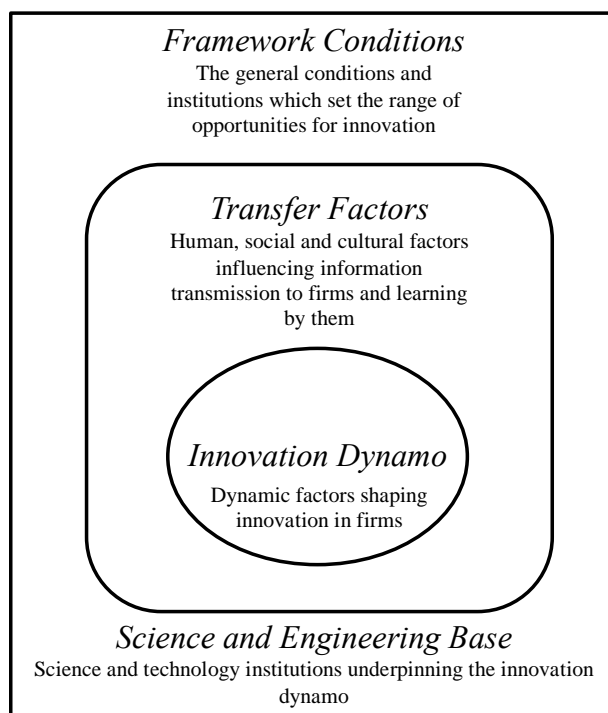 Framework Conditions
The general conditions and
institutions which set the range of
opportunities for innovation
Transfer Factors
Human, social and cultural factors
influencing information
transmission to firms and learning
by them
Innovation Dynamo
Dynamic factors shaping
innovation in firms
Science and Engineering Base
Science and technology institutions underpinning the innovation
dynamo